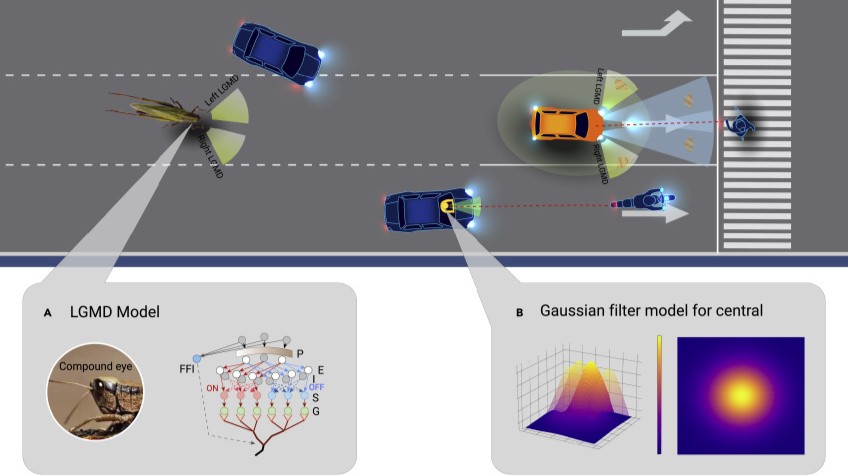 Left LGMD
Right LGMD
Left LGMD
Right LGMD
A LGMD Model
B Gaussian filter model for central
Compound eye
FFI
P
E
I
ON
OFF
S
G